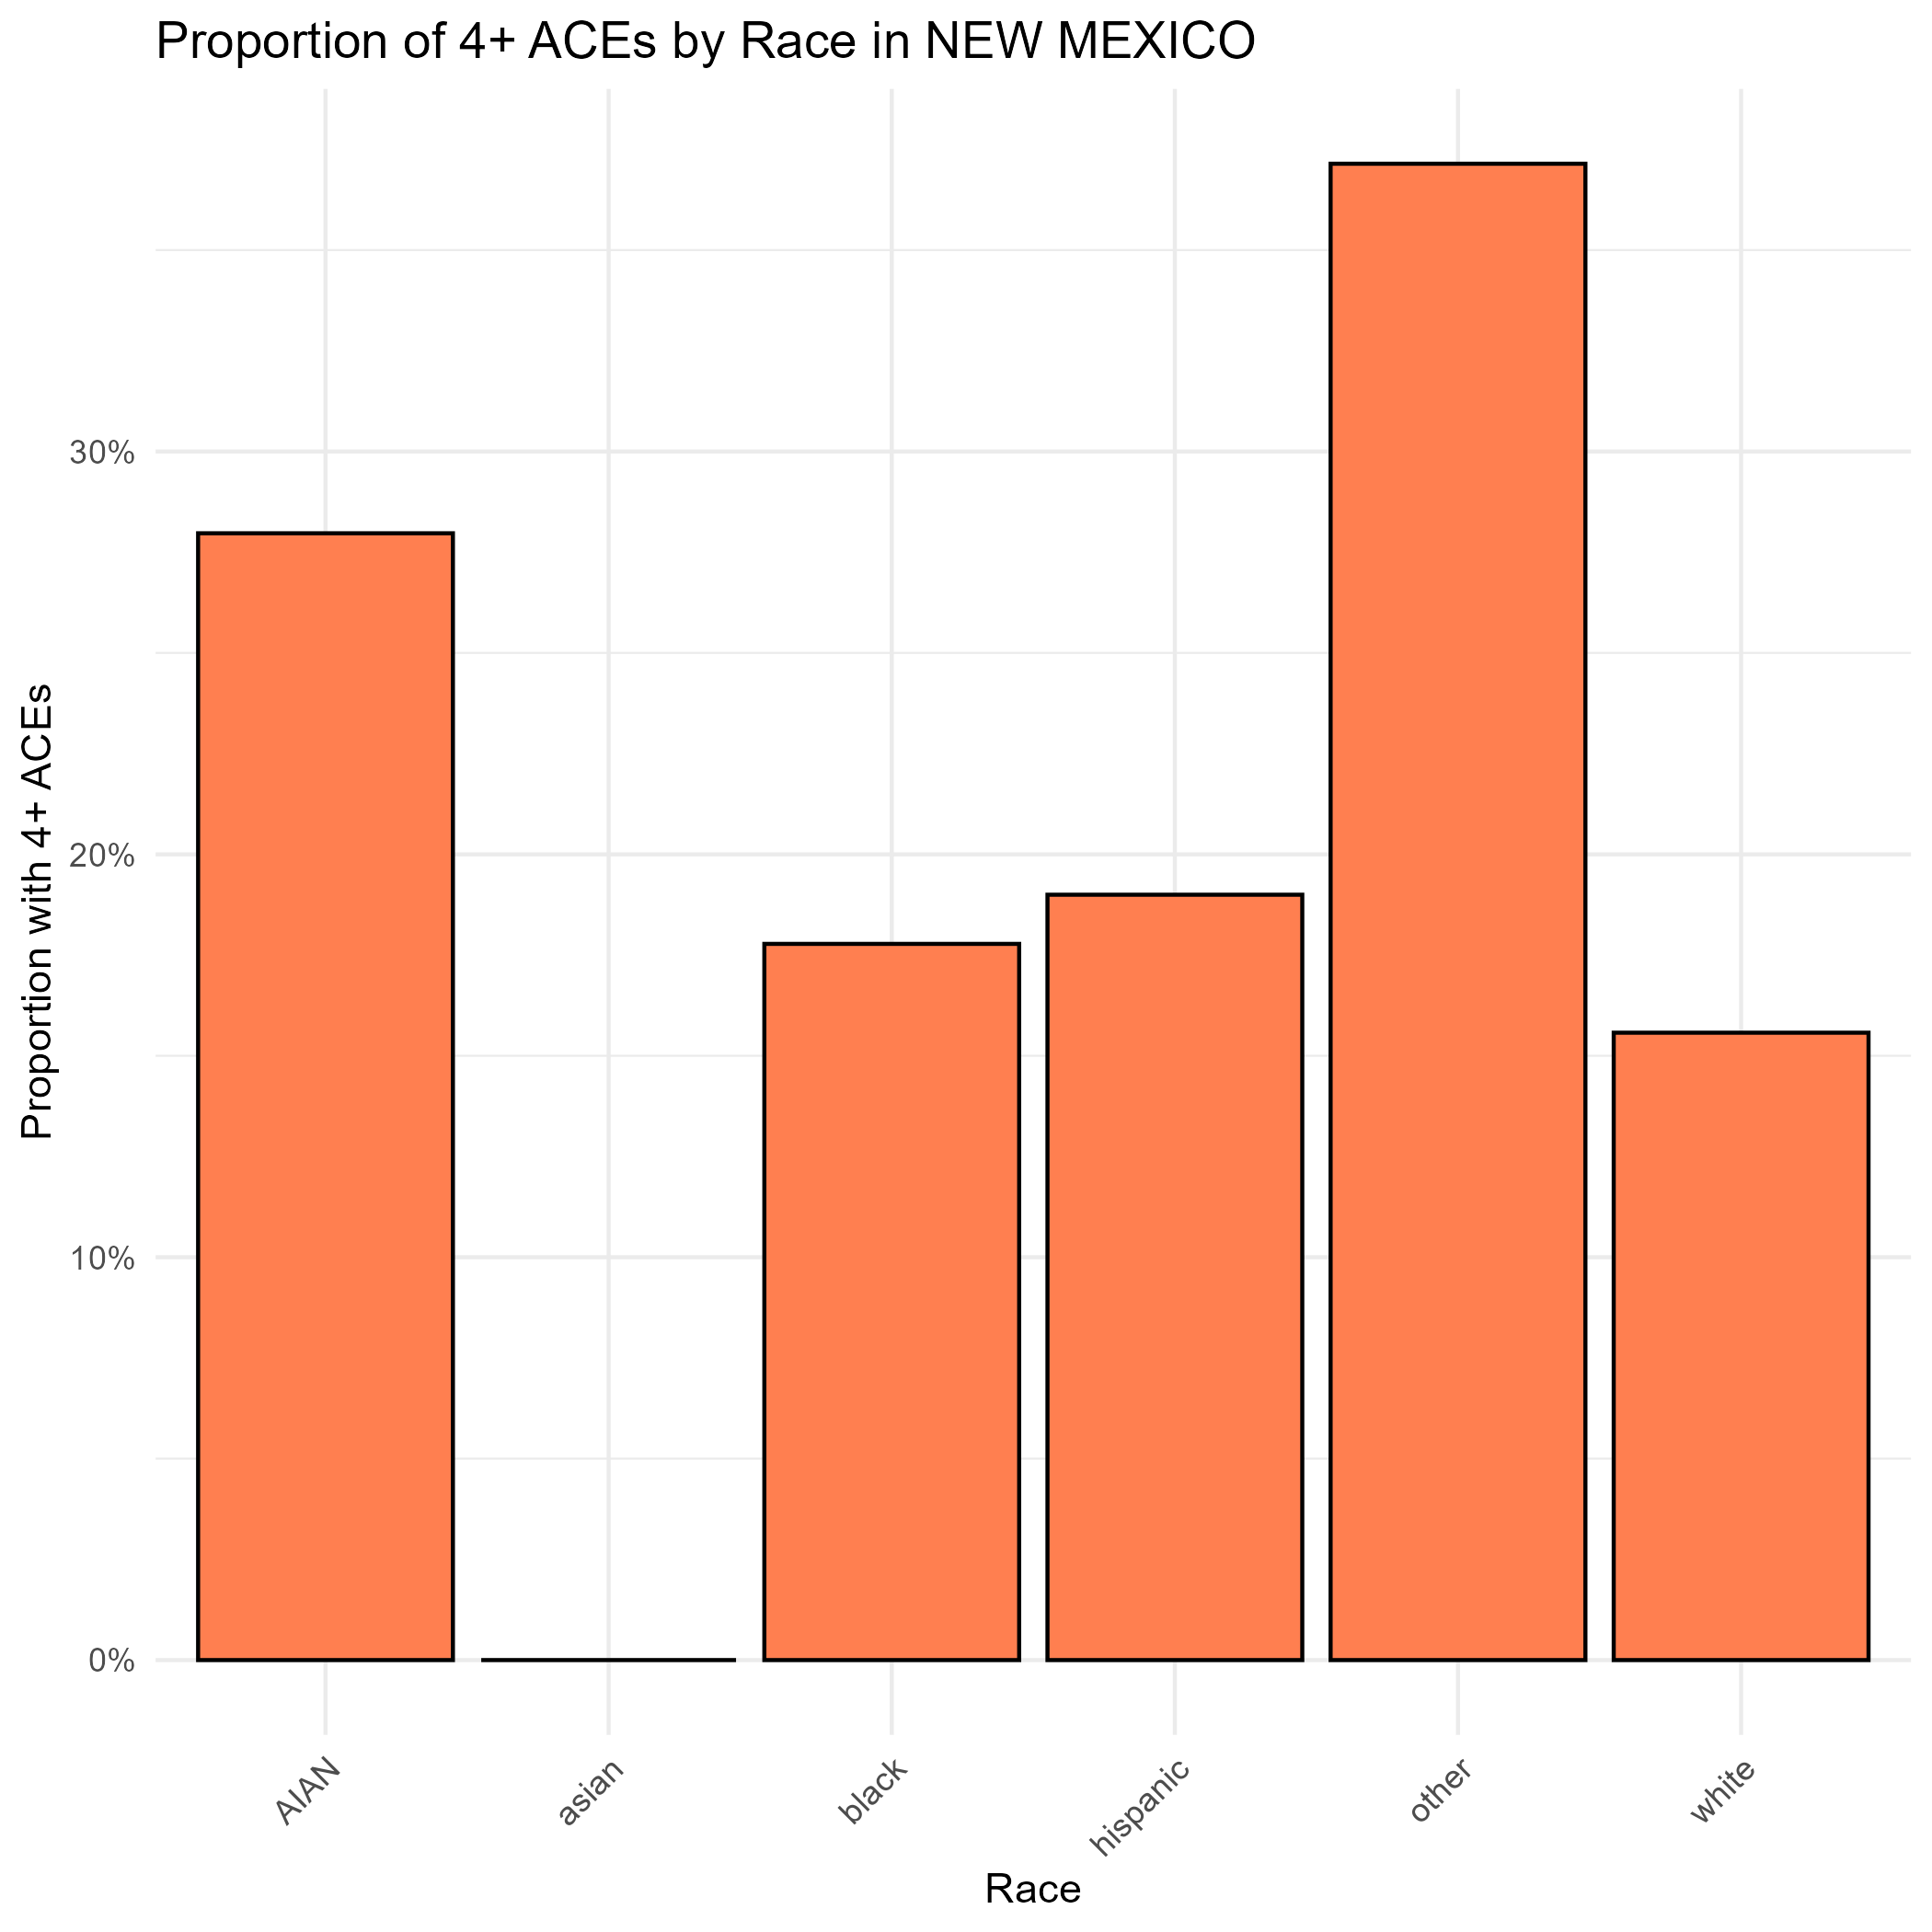 Proportion of 4+ ACEs by Race in NEW MEXICO
Proportion with 4+ ACEs
30%
20%
10%
0%
AIAN
asian
black
hispanic
other
white
Race